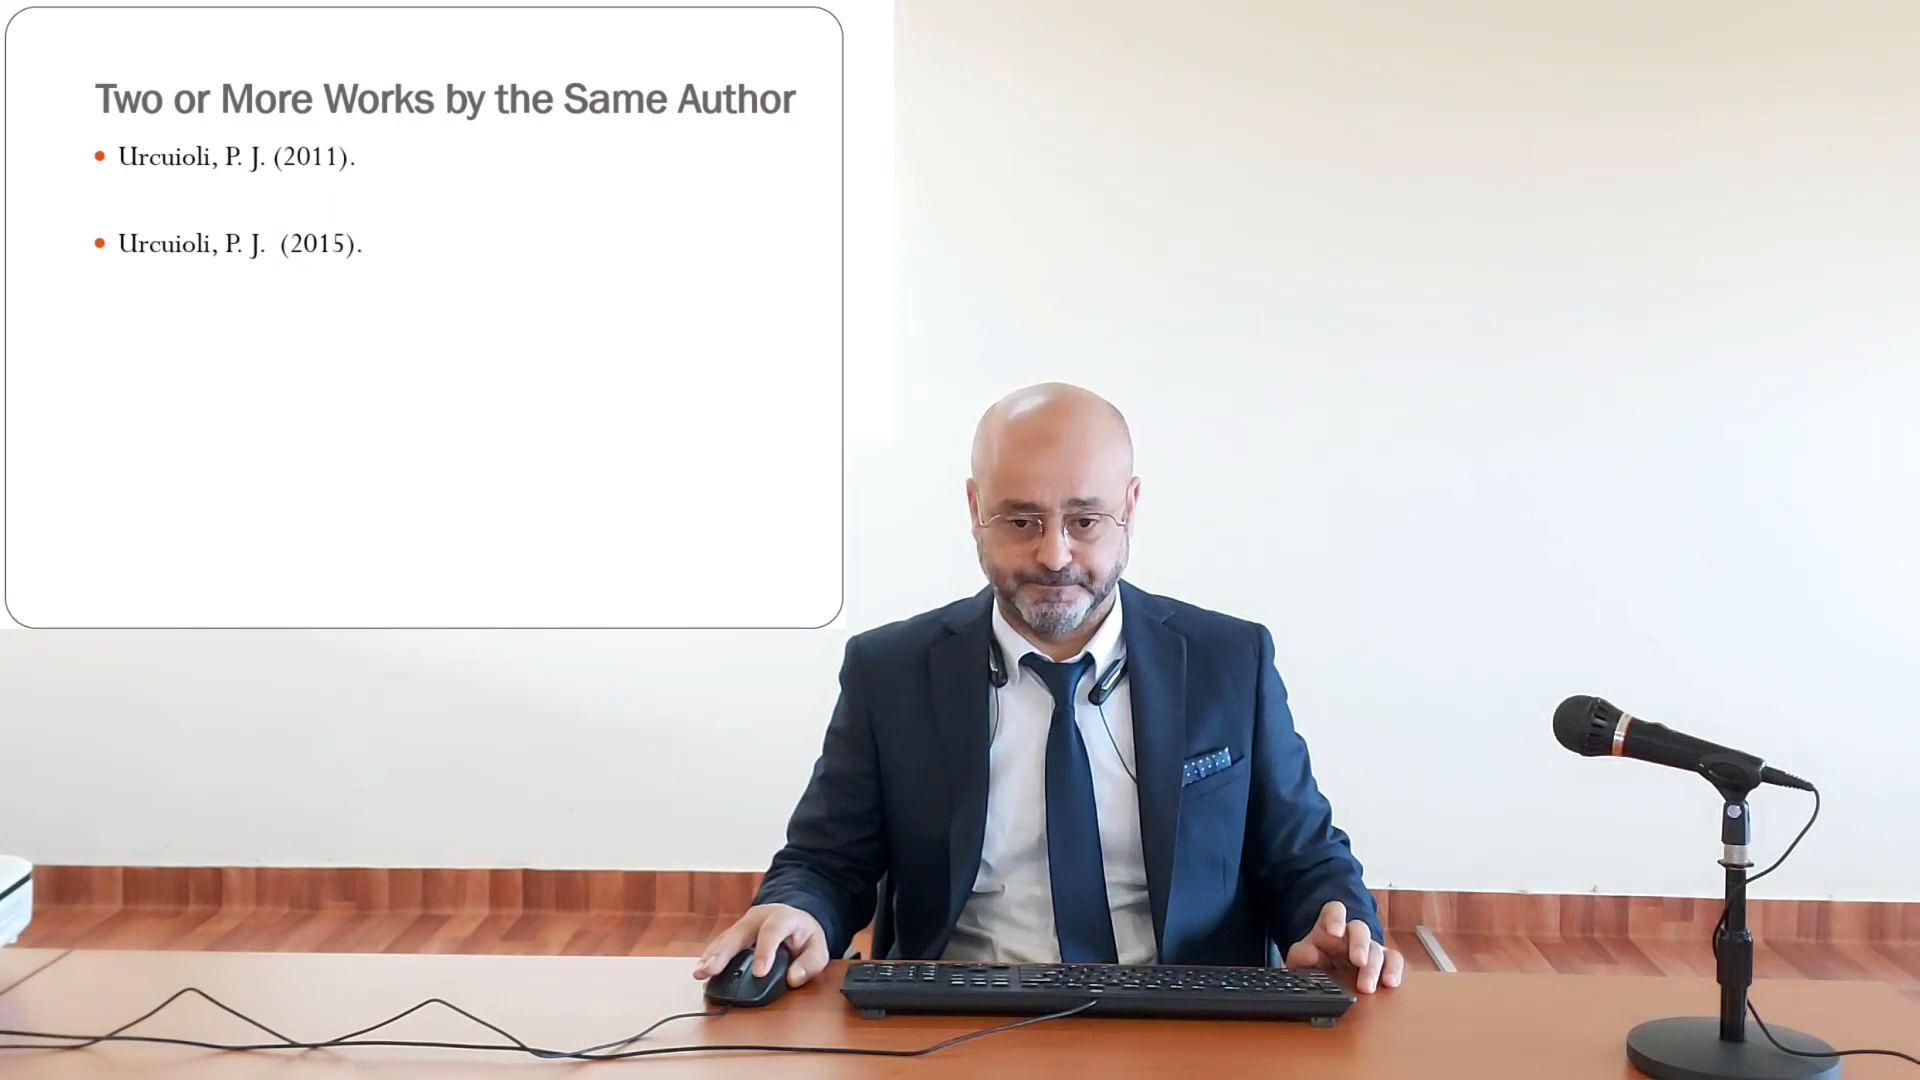 Two or More Works by the Same Author
Urcuioli, P. J. (2011).
Urcuioli, P. J.  (2015).